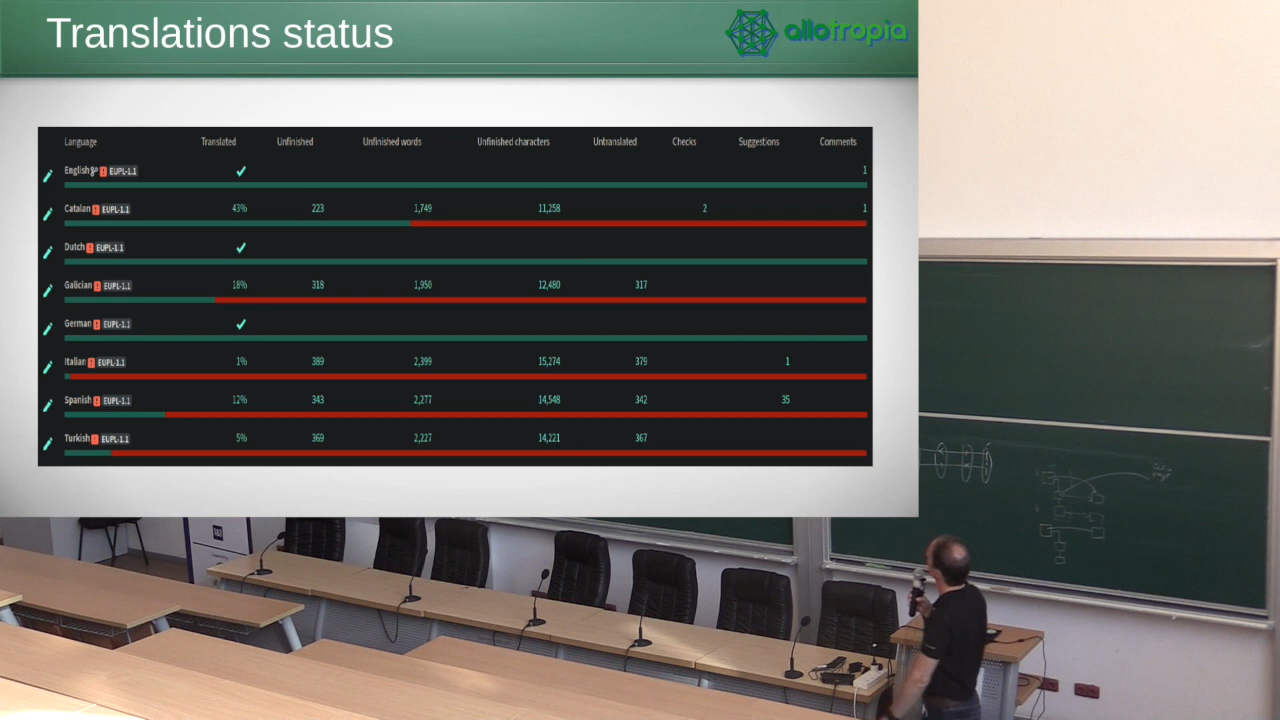 Translations status
allotropia
Language Translated Unfinished Unfinished words Unfinished characters Untranslated Checks Suggestions Comments
English EUPL-1.1 ✔ 1
Catalan EUPL-1.1 43% 223 1,749 11,258 2 1
Dutch EUPL-1.1 ✔
Galician EUPL-1.1 18% 318 1,950 12,480 317
German EUPL-1.1 ✔
Italian EUPL-1.1 1% 389 2,399 15,274 379 1
Spanish EUPL-1.1 12% 343 2,277 14,548 342 35
Turkish EUPL-1.1 5% 369 2,227 14,221 367